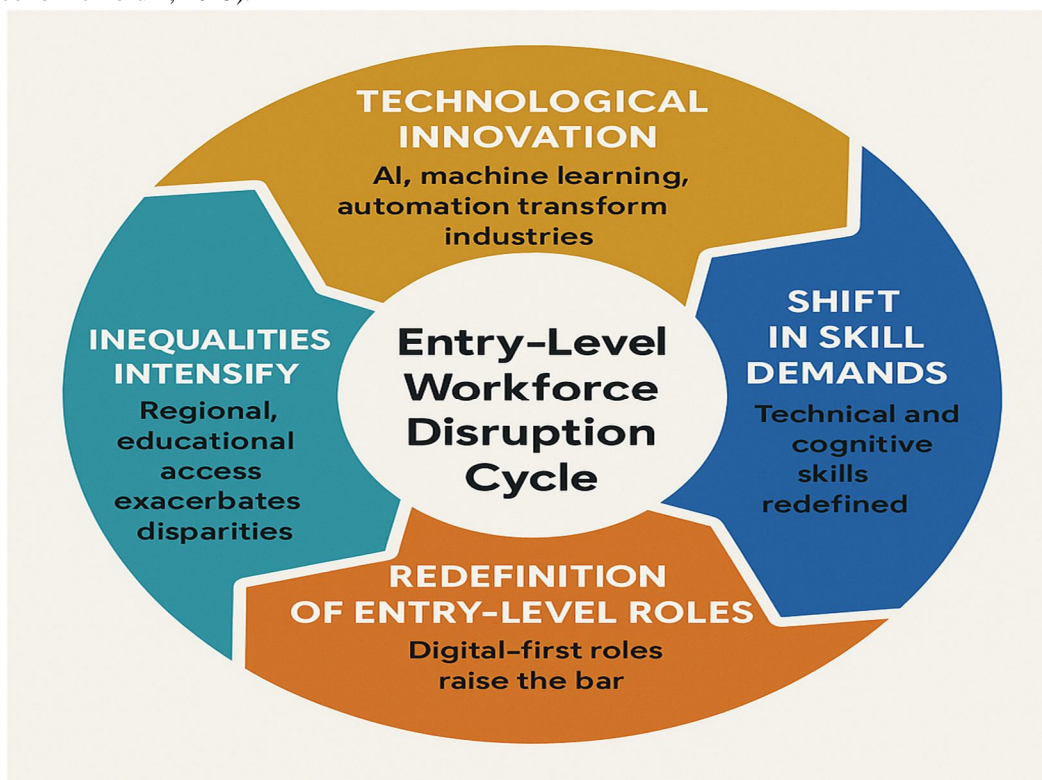 TECHNOLOGICAL
INNOVATION
AI, machine learning,
automation transform
industries
SHIFT
IN SKILL
DEMANDS
Technical and
cognitive
skills
redefined
REDEFINITION
OF ENTRY-LEVEL ROLES
Digital-first roles
raise the bar
INEQUALITIES
INTENSIFY
Regional,
educational
access
exacerbates
disparities
Entry-Level
Workforce
Disruption
Cycle